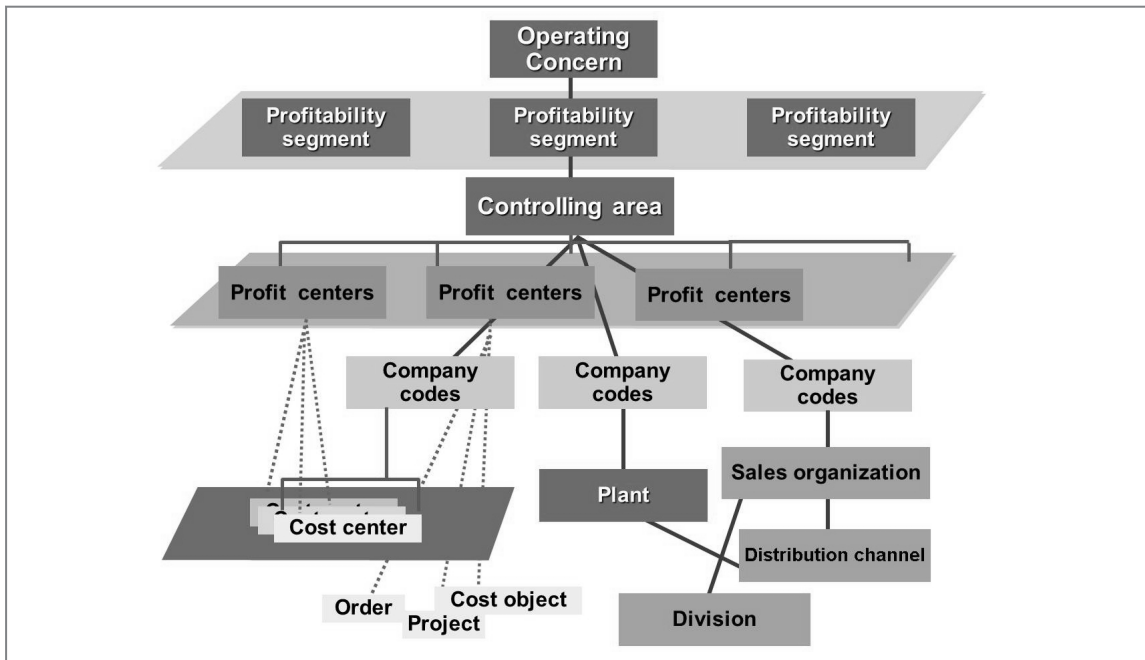 Operating
Concern
Profitability
segment
Profitability
segment
Profitability
segment
Controlling area
Profit centers
Profit centers
Profit centers
Company
codes
Company
codes
Company
codes
Sales organization
Plant
Cost center
Distribution channel
Cost object
Order
Project
Division